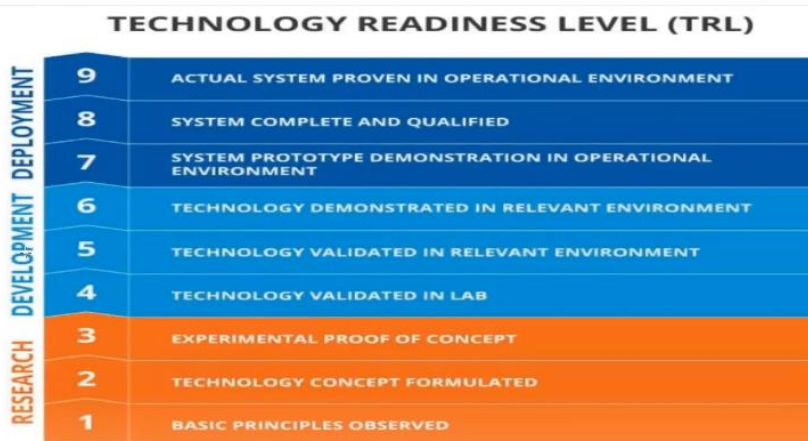 TECHNOLOGY READINESS LEVEL (TRL)
DEPLOYMENT
9 ACTUAL SYSTEM PROVEN IN OPERATIONAL ENVIRONMENT
8 SYSTEM COMPLETE AND QUALIFIED
7 SYSTEM PROTOTYPE DEMONSTRATION IN OPERATIONAL
ENVIRONMENT
DEVELOPMENT
6 TECHNOLOGY DEMONSTRATED IN RELEVANT ENVIRONMENT
5 TECHNOLOGY VALIDATED IN RELEVANT ENVIRONMENT
4 TECHNOLOGY VALIDATED IN LAB
RESEARCH
3 EXPERIMENTAL PROOF OF CONCEPT
2 TECHNOLOGY CONCEPT FORMULATED
1 BASIC PRINCIPLES OBSERVED